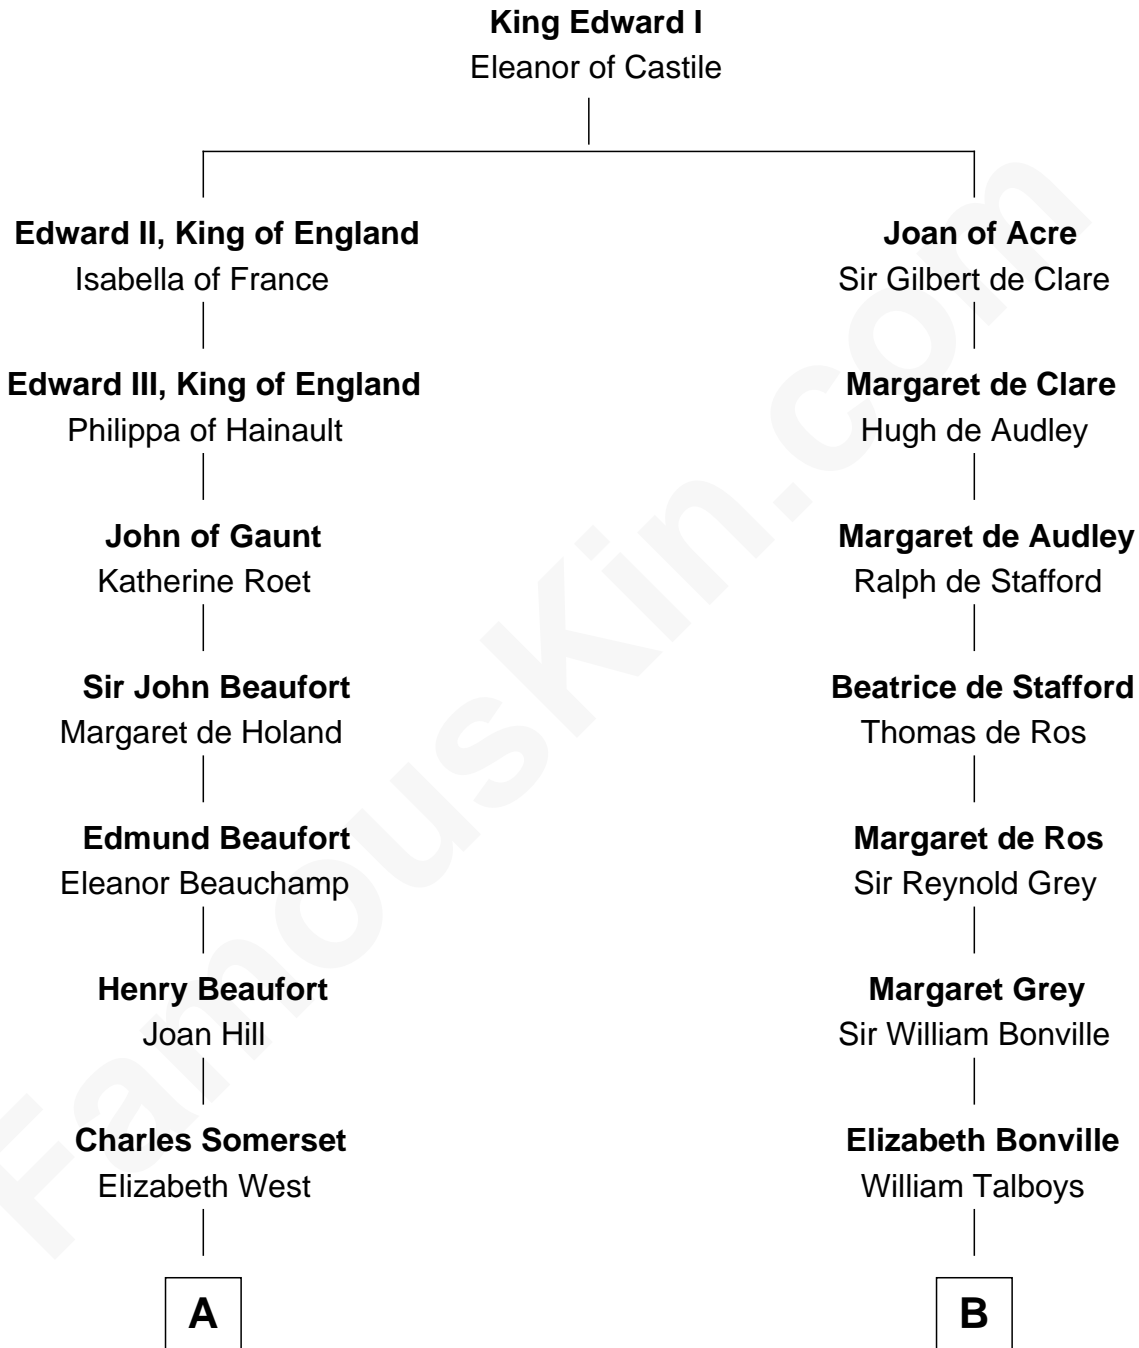 King Edward I
Eleanor of Castile
Edward II, King of England
Isabella of France
Joan of Acre
Sir Gilbert de Clare
Edward III, King of England
Philippa of Hainault
Margaret de Clare
Hugh de Audley
John of Gaunt
Katherine Roet
Margaret de Audley
Ralph de Stafford
Sir John Beaufort
Margaret de Holand
Beatrice de Stafford
Thomas de Ros
Edmund Beaufort
Eleanor Beauchamp
Margaret de Ros
Sir Reynold Grey
Henry Beaufort
Joan Hill
Margaret Grey
Sir William Bonville
Charles Somerset
Elizabeth West
Elizabeth Bonville
William Talboys
A
B
FamousKin.com